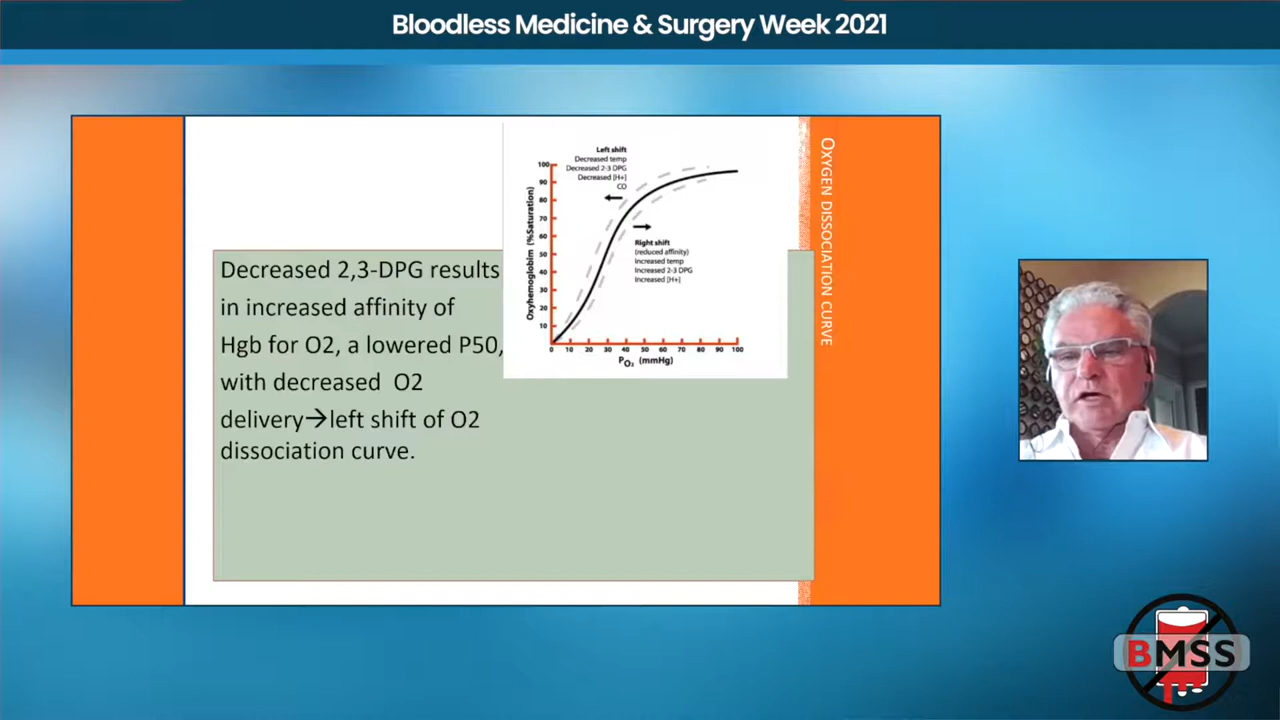 Bloodless Medicine & Surgery Week 2021
OXYGEN DISSOCIATION CURVE
Decreased 2,3-DPG results
in increased affinity of
Hgb for O2, a lowered P50,
with decreased O2
delivery→left shift of O2
dissociation curve.
Left shift
Decreased temp
Decreased 2-3 DPG
Decreased [H+]
CO
Right shift
(reduced affinity)
Increased temp
Increased 2-3 DPG
Increased [H+]
Oxyhemoglobim (%Saturation)
100
90
80
70
60
50
40
30
20
10
0 10 20 30 40 50 60 70 80 90 100
PO₂ (mmHg)
BMSS